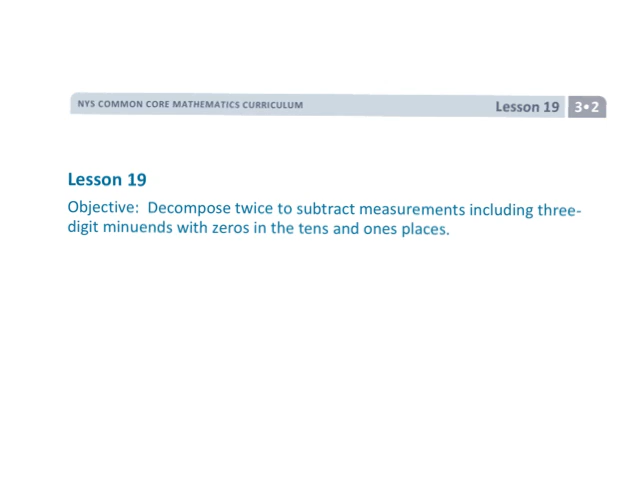 NYS COMMON CORE MATHEMATICS CURRICULUM Lesson 19 3•2
Lesson 19
Objective: Decompose twice to subtract measurements including three-
digit minuends with zeros in the tens and ones places.